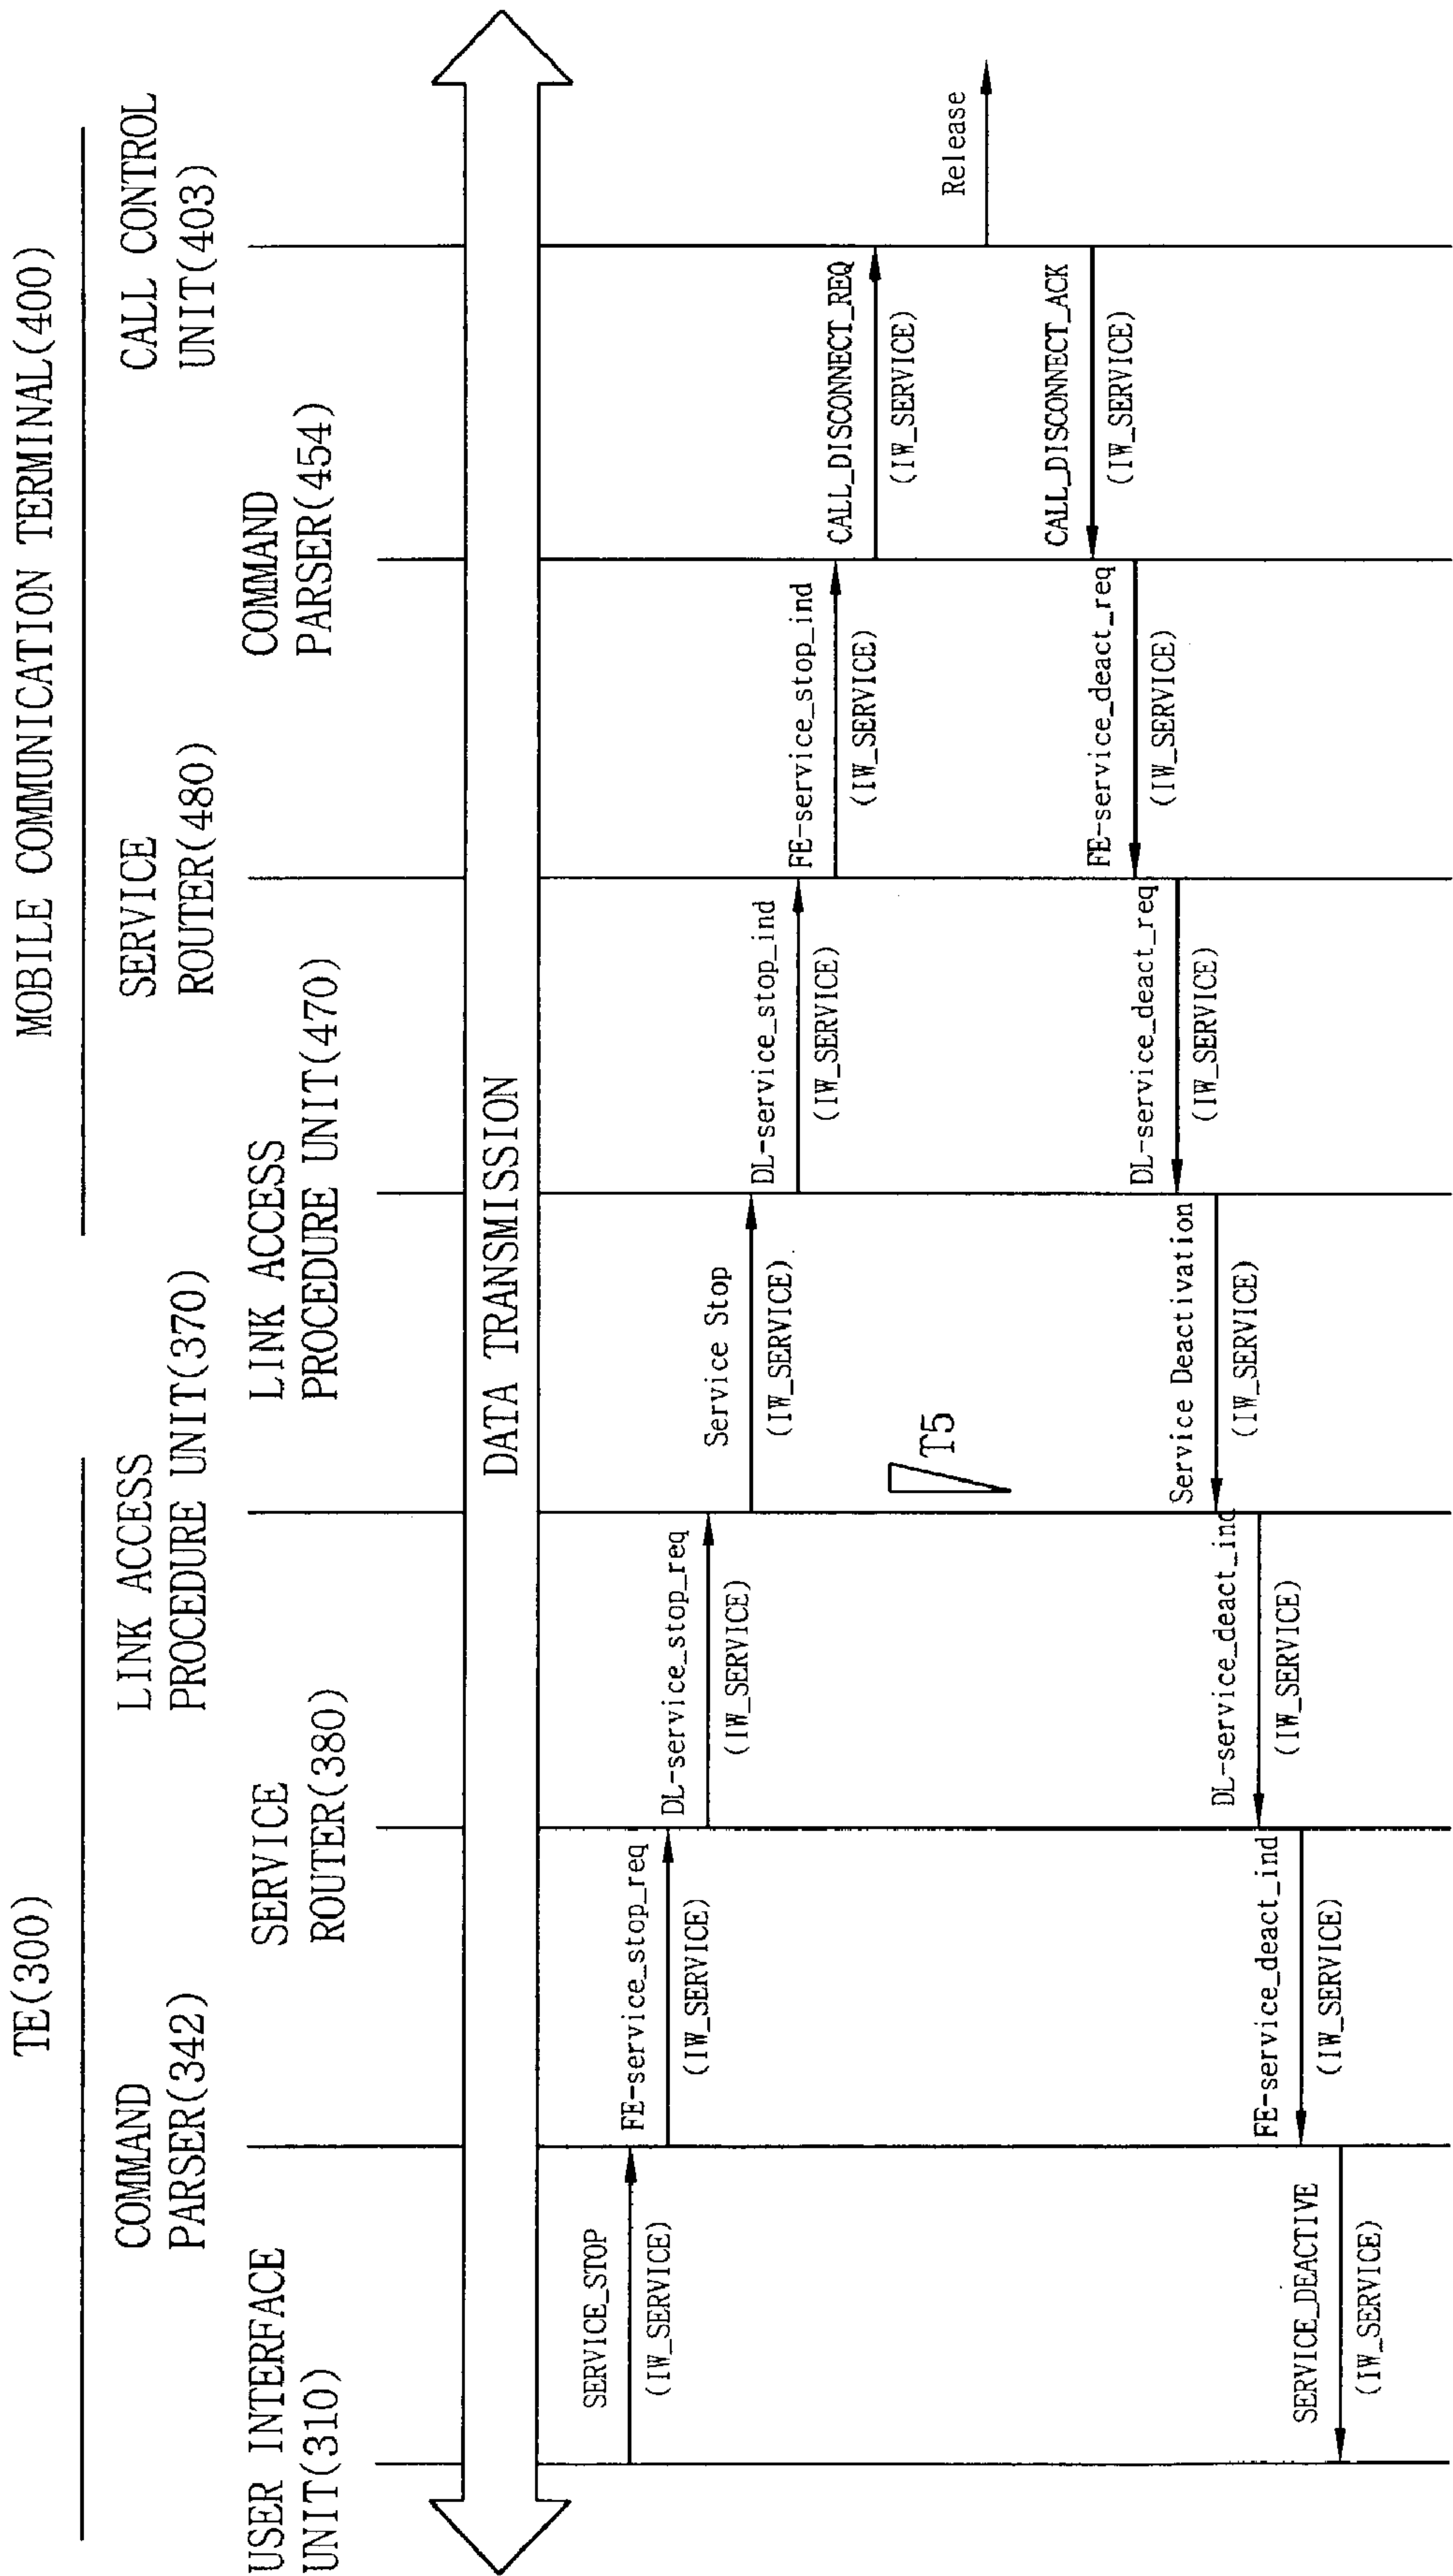 TE(300)
MOBILE COMMUNICATION TERMINAL(400)
USER INTERFACE
UNIT(310)
COMMAND
PARSER(342)
SERVICE
ROUTER(380)
LINK ACCESS
PROCEDURE UNIT(370)
LINK ACCESS
PROCEDURE UNIT(470)
SERVICE
ROUTER(480)
COMMAND
PARSER(454)
CALL CONTROL
UNIT(403)
DATA TRANSMISSION
SERVICE_STOP
(IW_SERVICE)
FE-service_stop_req
(IW_SERVICE)
DL-service_stop_req
(IW_SERVICE)
Service Stop
(IW_SERVICE)
DL-service_stop_ind
(IW_SERVICE)
FE-service_stop_ind
(IW_SERVICE)
CALL_DISCONNECT_REQ
(IW_SERVICE)
T5
Release
CALL_DISCONNECT_ACK
(IW_SERVICE)
FE-service_deact_req
(IW_SERVICE)
DL-service_deact_req
(IW_SERVICE)
Service Deactivation
(IW_SERVICE)
DL-service_deact_ind
(IW_SERVICE)
FE-service_deact_ind
(IW_SERVICE)
SERVICE_DEACTIVE
(IW_SERVICE)